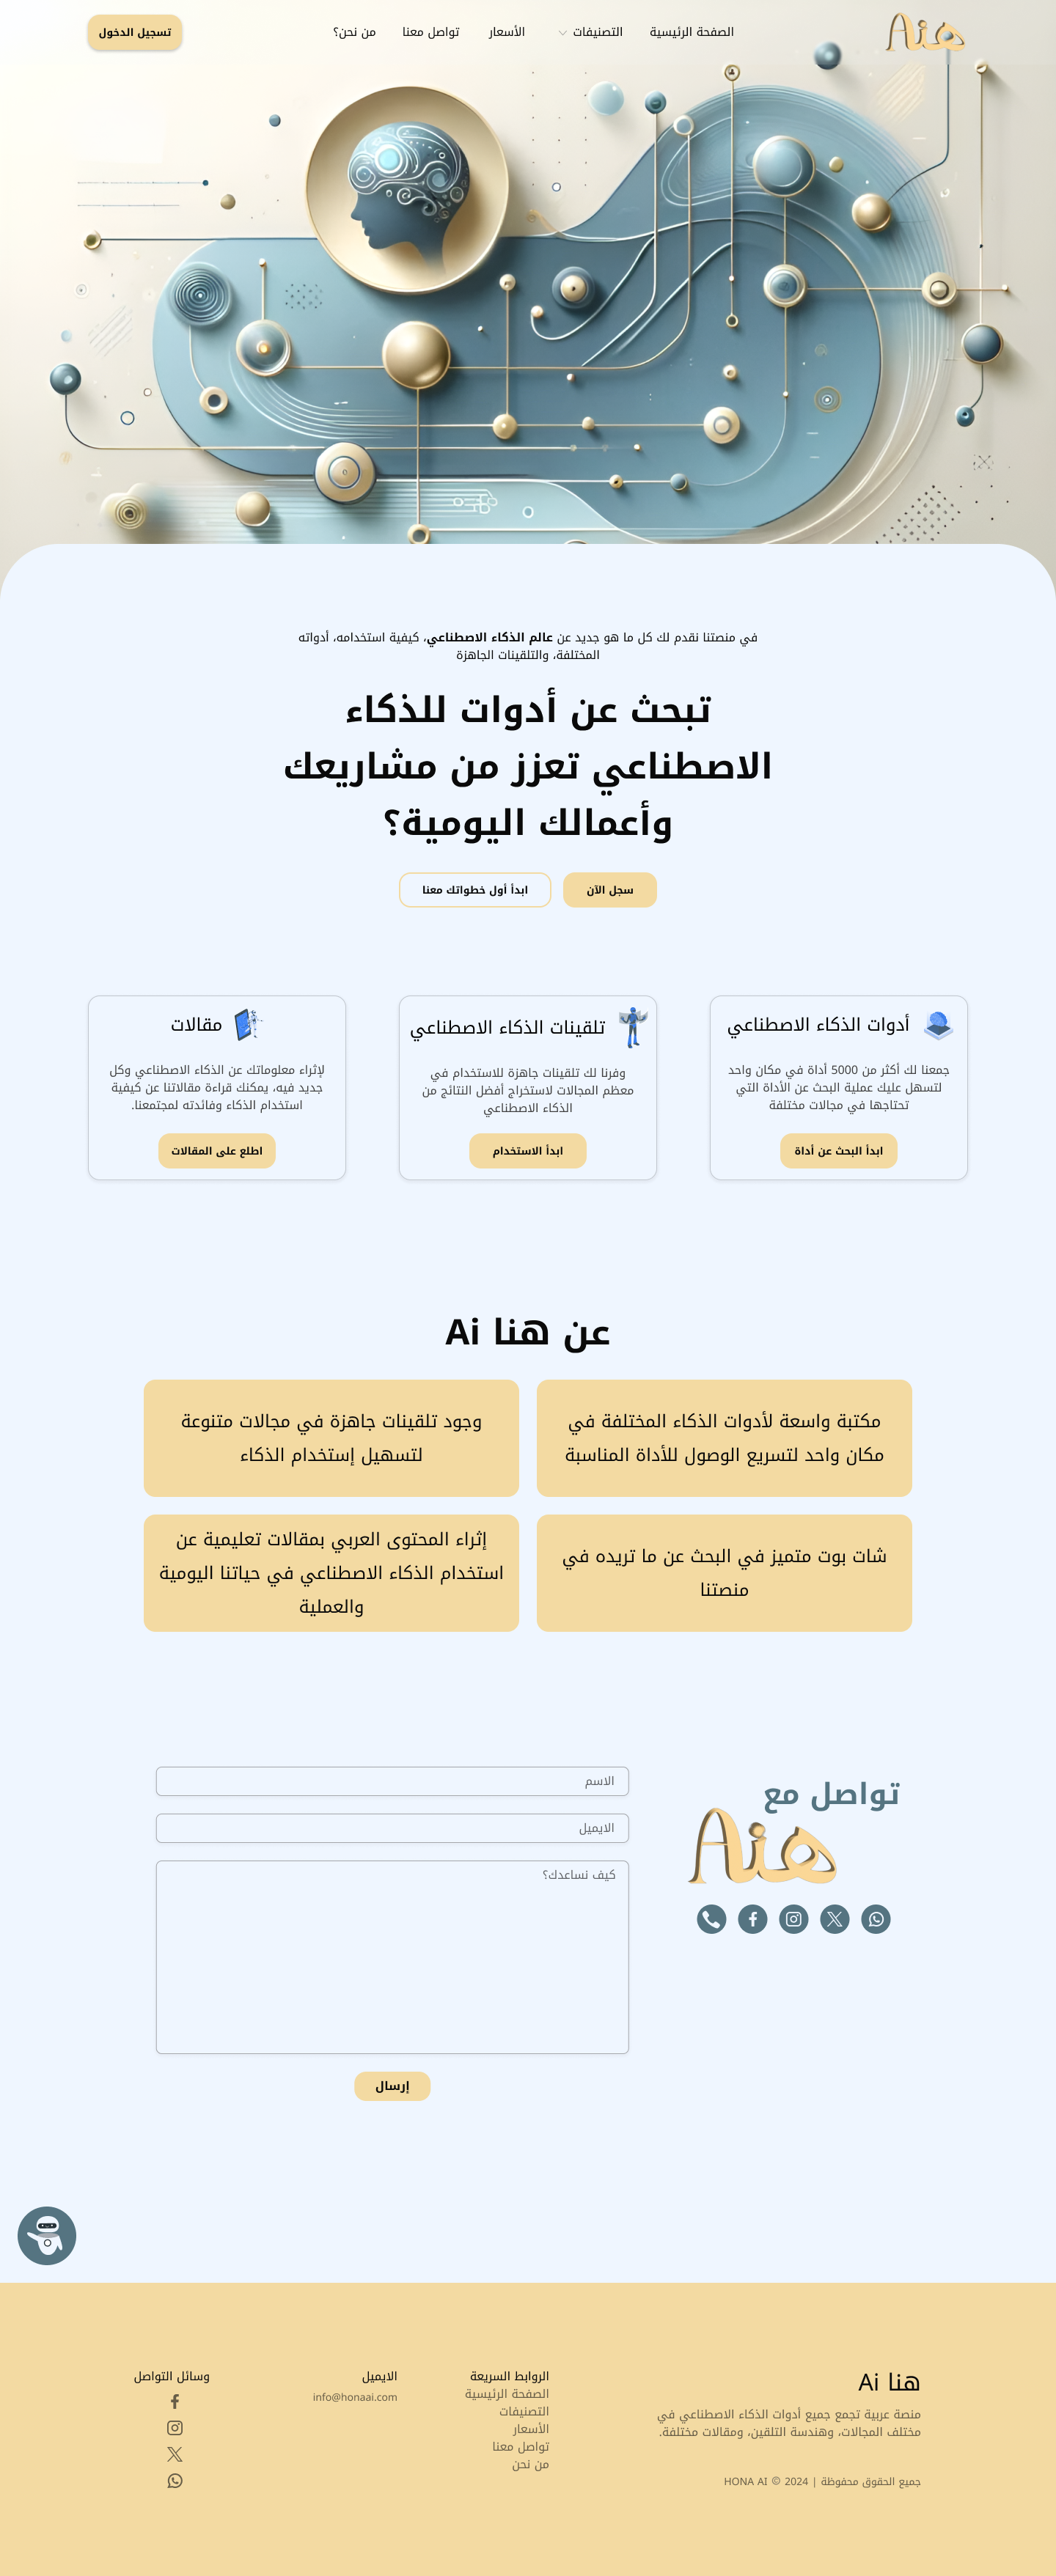 هنAi
الصفحة الرئيسية
التصنيفات
الأسعار
تواصل معنا
من نحن؟
تسجيل الدخول
في منصتنا نقدم لك كل ما هو جديد عن عالم الذكاء الاصطناعي، كيفية استخدامه، أدواته
المختلفة، والتلقينات الجاهزة
تبحث عن أدوات للذكاء
الاصطناعي تعزز من مشاريعك
وأعمالك اليومية؟
سجل الآن
ابدأ أول خطواتك معنا
أدوات الذكاء الاصطناعي
جمعنا لك أكثر من 5000 أداة في مكان واحد
لتسهل عليك عملية البحث عن الأداة التي
تحتاجها في مجالات مختلفة
ابدأ البحث عن أداة
تلقينات الذكاء الاصطناعي
وفرنا لك تلقينات جاهزة للاستخدام في
معظم المجالات لاستخراج أفضل النتائج من
الذكاء الاصطناعي
ابدأ الاستخدام
مقالات
لإثراء معلوماتك عن الذكاء الاصطناعي وكل
جديد فيه، يمكنك قراءة مقالاتنا عن كيفية
استخدام الذكاء وفائدته لمجتمعنا.
اطلع على المقالات
عن هنا Ai
مكتبة واسعة لأدوات الذكاء المختلفة في
مكان واحد لتسريع الوصول للأداة المناسبة
وجود تلقينات جاهزة في مجالات متنوعة
لتسهيل إستخدام الذكاء
شات بوت متميز في البحث عن ما تريده في
منصتنا
إثراء المحتوى العربي بمقالات تعليمية عن
استخدام الذكاء الاصطناعي في حياتنا اليومية
والعملية
تواصل مع
هنAi
الاسم
الايميل
كيف نساعدك؟
إرسال
هنا Ai
منصة عربية تجمع جميع أدوات الذكاء الاصطناعي في
مختلف المجالات، وهندسة التلقين، ومقالات مختلفة.
جميع الحقوق محفوظة | HONA AI © 2024
الروابط السريعة
الصفحة الرئيسية
التصنيفات
الأسعار
تواصل معنا
من نحن
الايميل
info@honaai.com
وسائل التواصل